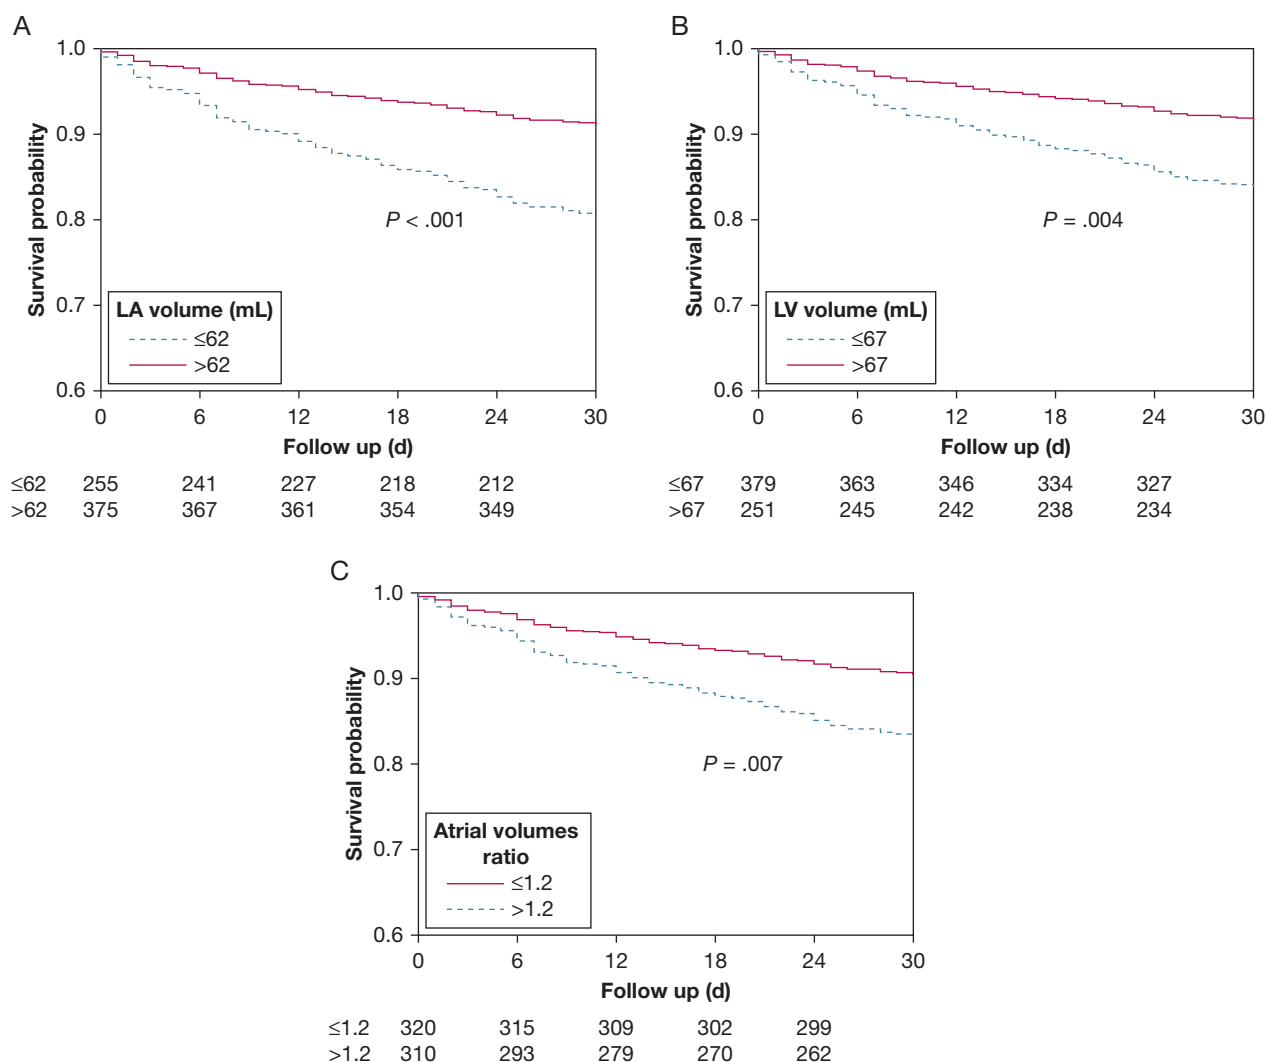 A
Survival probability
1.0
0.9
0.8
0.7
0.6
P < .001
LA volume (mL)
≤62
>62
0 6 12 18 24 30
Follow up (d)
≤62 255 241 227 218 212
>62 375 367 361 354 349
B
Survival probability
1.0
0.9
0.8
0.7
0.6
P = .004
LV volume (mL)
≤67
>67
0 6 12 18 24 30
Follow up (d)
≤67 379 363 346 334 327
>67 251 245 242 238 234
C
Survival probability
1.0
0.9
0.8
0.7
0.6
P = .007
Atrial volumes
ratio
≤1.2
>1.2
0 6 12 18 24 30
Follow up (d)
≤1.2 320 315 309 302 299
>1.2 310 293 279 270 262